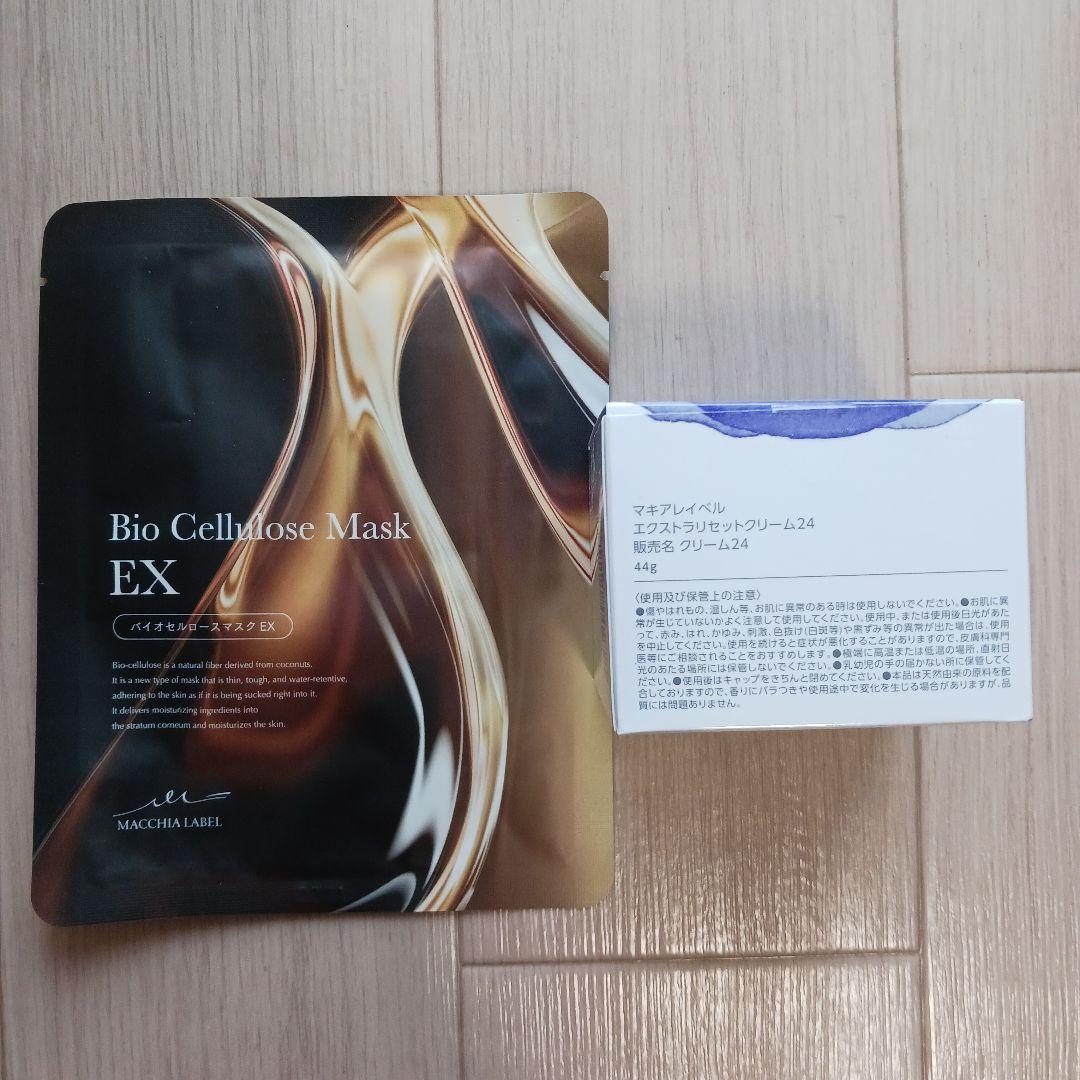 Bio Cellulose Mask
EX
バイオセルロースマスク EX
Bio-cellulose is a natural fiber derived from coconuts.
It is a new type of mask that is thin, tough, and water-retentive,
adhering to the skin as if it is being sucked right into it.
It delivers moisturizing ingredients into
the stratum corneum and moisturizes the skin.
MACCHIA LABEL
マキアレイベル
エクストラリセットクリーム24
販売名 クリーム24
44g
〈使用及び保管上の注意〉
●傷やはれもの、湿しん等、お肌に異常のある時は使用しないでください。●お肌に異
常が生じていないかよく注意して使用してください。使用中、または使用後日光があた
って、赤み、はれ、かゆみ、刺激、色抜け(白斑等)や黒ずみ等の異常が出た場合は、使用
を中止してください。使用を続けると症状が悪化することがありますので、皮膚科専門
医等にご相談されることをおすすめします。●極端に高温または低温の場所、直射日
光のあたる場所には保管しないでください。●乳幼児の手の届かない所に保管してく
ださい。●使用後はキャップをきちんと閉めてください。●本品は天然由来の原料を配
合しておりますので、香りにバラつきや使用途中で変化を生じる場合がありますが、品
質には問題ありません。